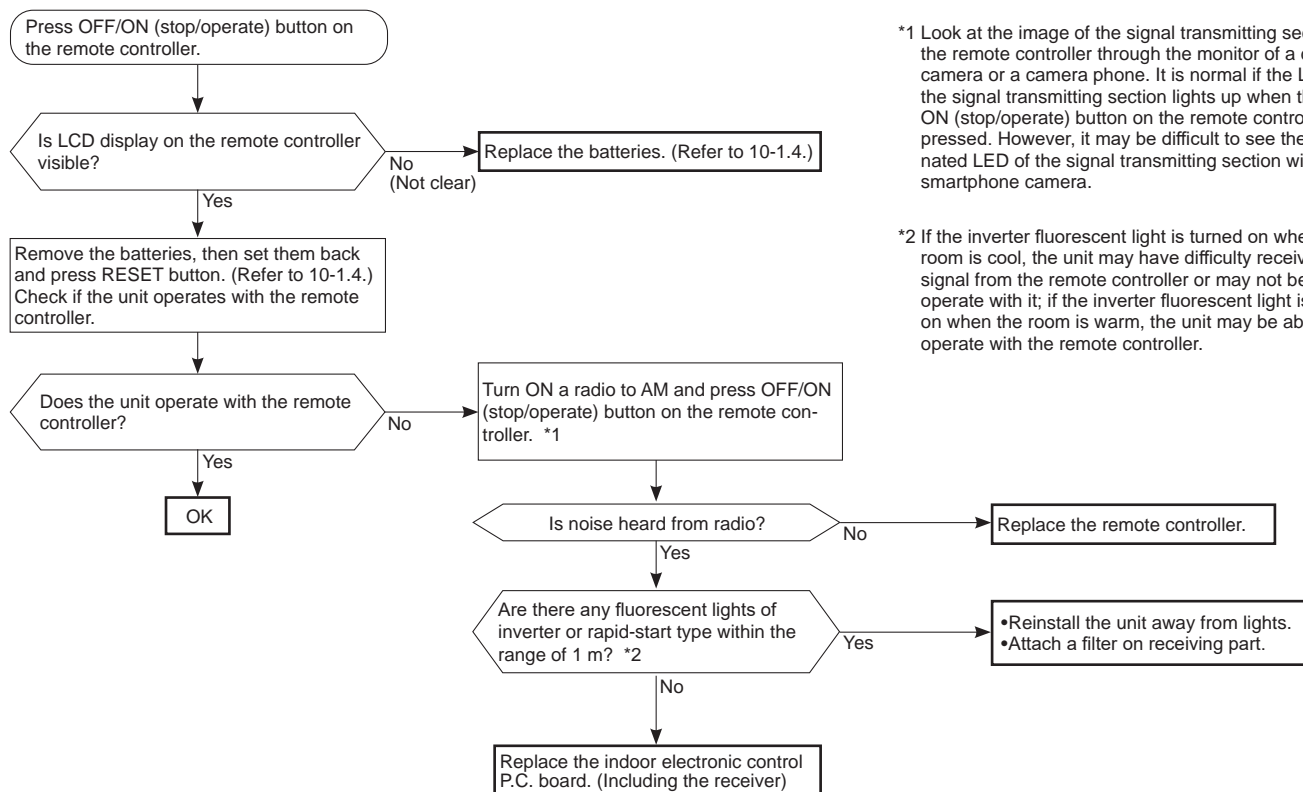 Press OFF/ON (stop/operate) button on
the remote controller.
Is LCD display on the remote controller
visible?
No
(Not clear)
Replace the batteries. (Refer to 10-1.4.)
Yes
Remove the batteries, then set them back
and press RESET button. (Refer to 10-1.4.)
Check if the unit operates with the remote
controller.
Does the unit operate with the remote
controller?
No
Yes
OK
Turn ON a radio to AM and press OFF/ON
(stop/operate) button on the remote con-
troller. *1
Is noise heard from radio?
No
Replace the remote controller.
Yes
Are there any fluorescent lights of
inverter or rapid-start type within the
range of 1 m? *2
Yes
•Reinstall the unit away from lights.
•Attach a filter on receiving part.
No
Replace the indoor electronic control
P.C. board. (Including the receiver)
*1 Look at the image of the signal transmitting
the remote controller through the monitor of a
camera or a camera phone. It is normal if the
the signal transmitting section lights up when
ON (stop/operate) button on the remote
pressed. However, it may be difficult to see the
nated LED of the signal transmitting section
smartphone camera.
*2 If the inverter fluorescent light is turned on
room is cool, the unit may have difficulty
signal from the remote controller or may not be
operate with it; if the inverter fluorescent light
on when the room is warm, the unit may be
operate with the remote controller.